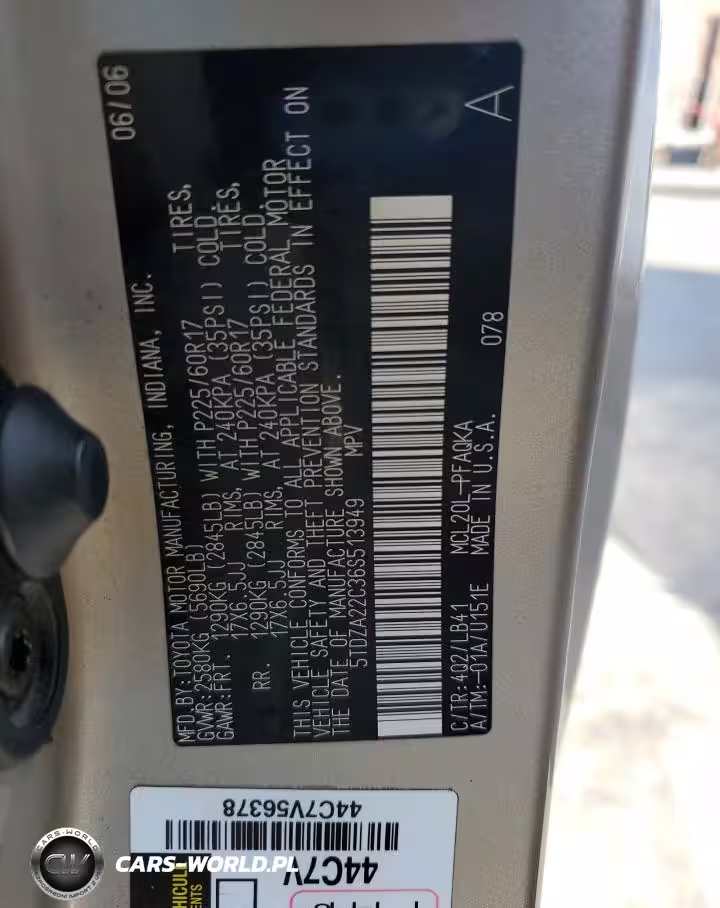 06/06
MFD.BY:TOYOTA MOTOR MANUFACTURING, INDIANA, INC.
GVWR:2580KG (5690LB)
GAWR:FRT. 1290KG (2845LB) WITH P225/60R17 TIRES,
17X6.5JJ RIMS, AT 240KPA (35PSI) COLD.
RR. 1290KG (2845LB) WITH P225/60R17 TIRES,
17X6.5JJ RIMS, AT 240KPA (35PSI) COLD.
THIS VEHICLE CONFORMS TO ALL APPLICABLE FEDERAL MOTOR
VEHICLE SAFETY AND THEFT PREVENTION STANDARDS IN EFFECT ON
THE DATE OF MANUFACTURE SHOWN ABOVE.
5TDZA22C36S513949 MPV
C/TR:4Q2/LB41 MCL20L-PFAQKA 078
A/TM:-01A/U151E MADE IN U.S.A.
A
44C7V56378
44C7V
CARS-WORLD
CW
CARS-WORLD.PL